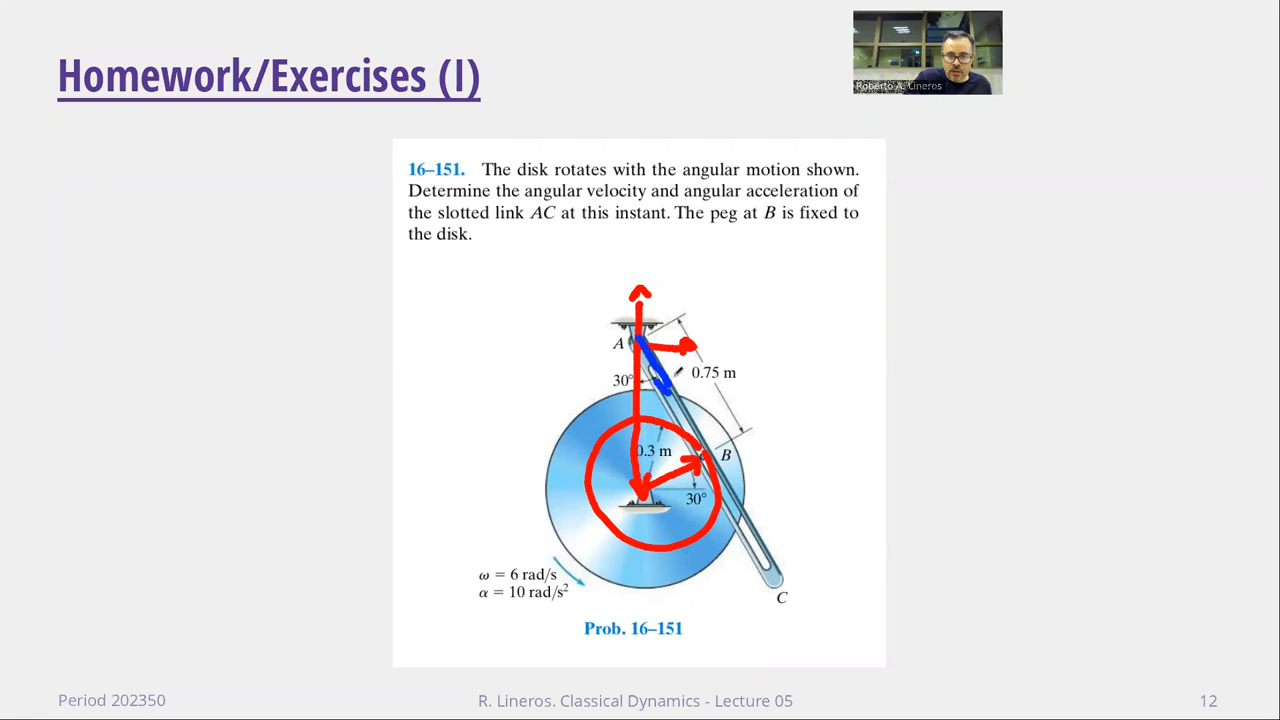 Homework/Exercises (I)
Roberto A. Lineros
16–151. The disk rotates with the angular motion shown.
Determine the angular velocity and angular acceleration of
the slotted link AC at this instant. The peg at B is fixed to
the disk.
A
30°
0.75 m
0.3 m
B
30°
ω = 6 rad/s
α = 10 rad/s²
C
Prob. 16–151
Period 202350
R. Lineros. Classical Dynamics - Lecture 05
12